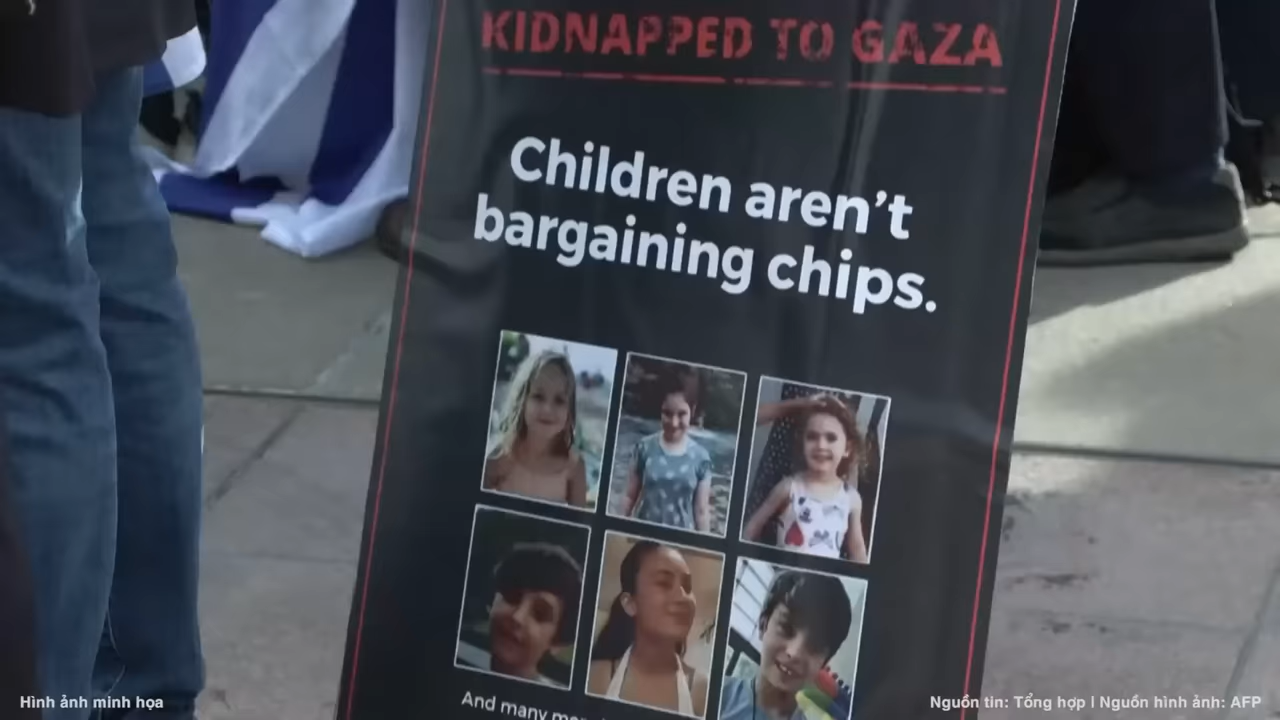 KIDNAPPED TO GAZA
Children aren't
bargaining chips.
And many
Hình ảnh minh họa
Nguồn tin: Tổng hợp | Nguồn hình ảnh: AFP